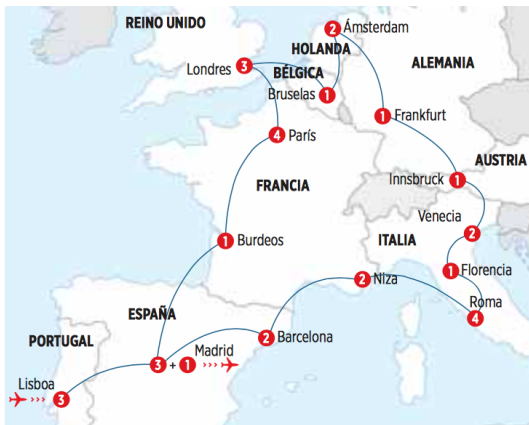 REINO UNIDO
2 Ámsterdam
HOLANDA
Londres 3
BÉLGICA
ALEMANIA
Bruselas 1
1 Frankfurt
4 París
AUSTRIA
Innsbruck 1
FRANCIA
Venecia
2
1 Burdeos
ITALIA
1 Florencia
2 Niza
Roma
4
ESPAÑA
2 Barcelona
PORTUGAL
Madrid
3 + 1 >>>
Lisboa
>>> 3